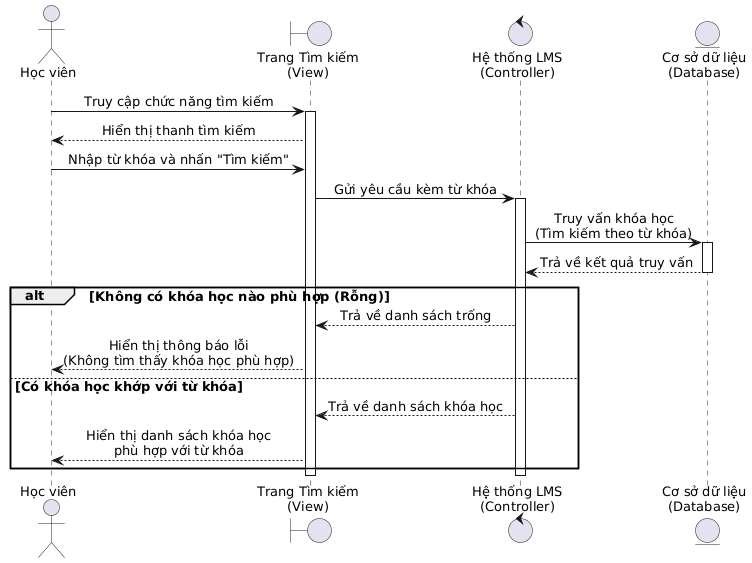 Học viên
Trang Tìm kiếm
(View)
Hệ thống LMS
(Controller)
Cơ sở dữ liệu
(Database)
Truy cập chức năng tìm kiếm
Hiển thị thanh tìm kiếm
Nhập từ khóa và nhấn "Tìm kiếm"
Gửi yêu cầu kèm từ khóa
Truy vấn khóa học
(Tìm kiếm theo từ khóa)
Trả về kết quả truy vấn
alt [Không có khóa học nào phù hợp (Rỗng)]
Trả về danh sách trống
Hiển thị thông báo lỗi
(Không tìm thấy khóa học phù hợp)
[Có khóa học khớp với từ khóa]
Trả về danh sách khóa học
Hiển thị danh sách khóa học
phù hợp với từ khóa
Học viên
Trang Tìm kiếm
(View)
Hệ thống LMS
(Controller)
Cơ sở dữ liệu
(Database)